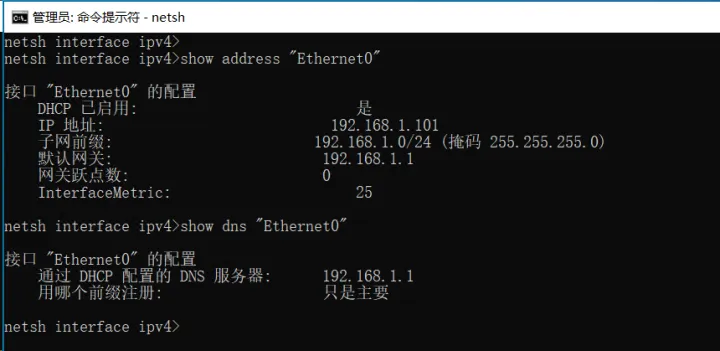 管理员: 命令提示符 - netsh
netsh interface ipv4>
netsh interface ipv4>show address "Ethernet0"
接口 "Ethernet0" 的配置
DHCP 已启用: 是
IP 地址: 192.168.1.101
子网前缀: 192.168.1.0/24 (掩码 255.255.255.0)
默认网关: 192.168.1.1
网关跃点数: 0
InterfaceMetric: 25
netsh interface ipv4>show dns "Ethernet0"
接口 "Ethernet0" 的配置
通过 DHCP 配置的 DNS 服务器: 192.168.1.1
用哪个前缀注册: 只是主要
netsh interface ipv4>